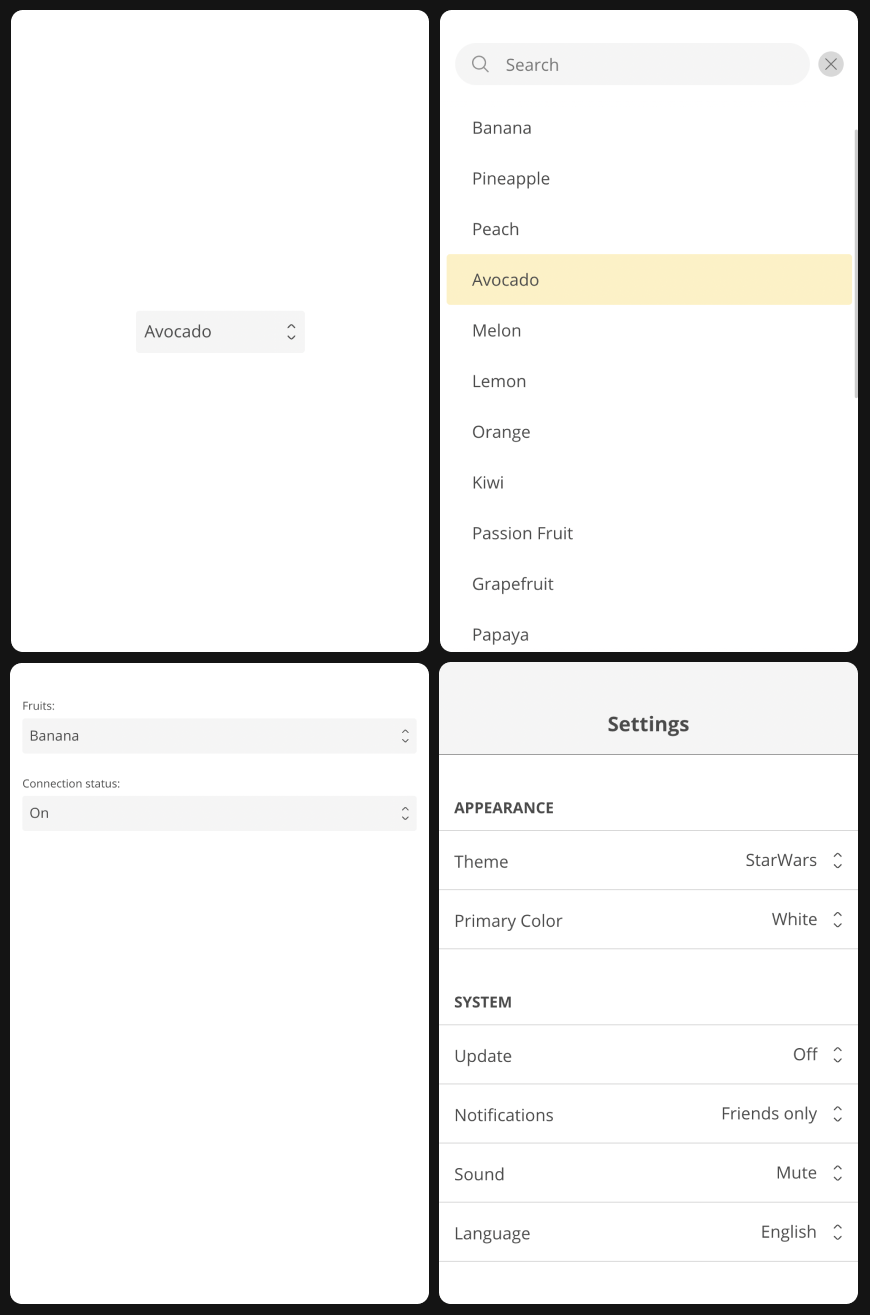 Avocado
Search
Banana
Pineapple
Peach
Avocado
Melon
Lemon
Orange
Kiwi
Passion Fruit
Grapefruit
Papaya
Fruits:
Banana
Connection status:
On
Settings
APPEARANCE
Theme StarWars
Primary Color White
SYSTEM
Update Off
Notifications Friends only
Sound Mute
Language English